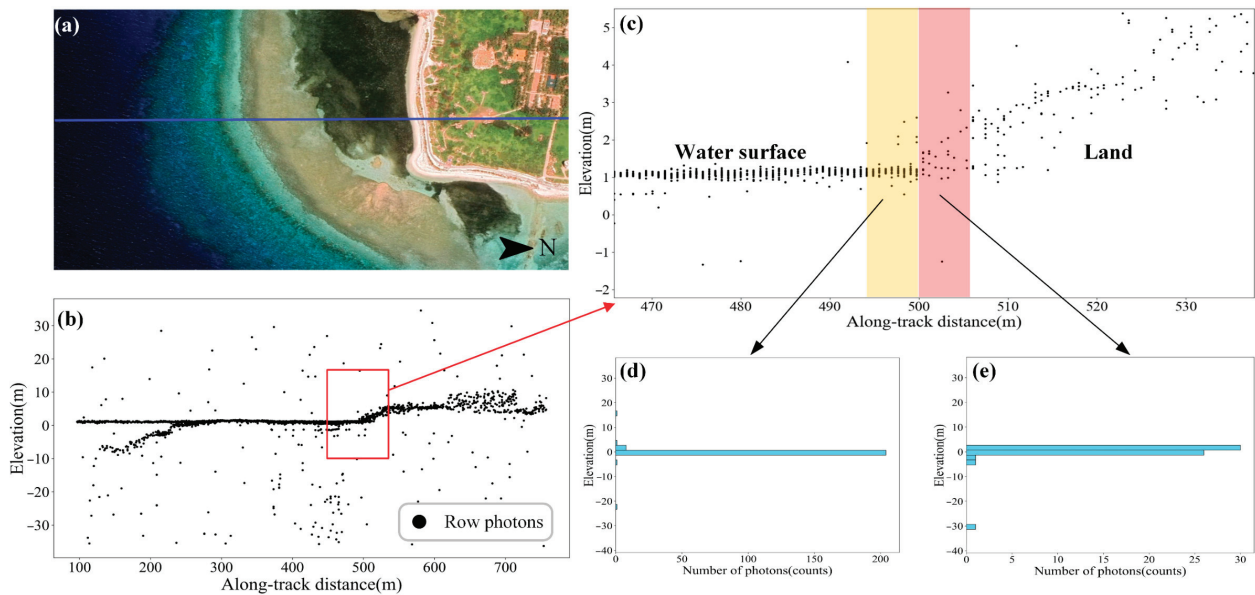 (a)
N
(b)
Elevation(m)
30
20
10
0
−10
−20
−30
Row photons
100 200 300 400 500 600 700
Along-track distance(m)
(c)
Elevation(m)
5
4
3
2
1
0
−1
−2
Water surface
Land
470 480 490 500 510 520 530
Along-track distance(m)
(d)
Elevation(m)
30
20
10
0
−10
−20
−30
−40
0 50 100 150 200
Number of photons(counts)
(e)
Elevation(m)
30
20
10
0
−10
−20
−30
−40
0 5 10 15 20 25 30
Number of photons(counts)